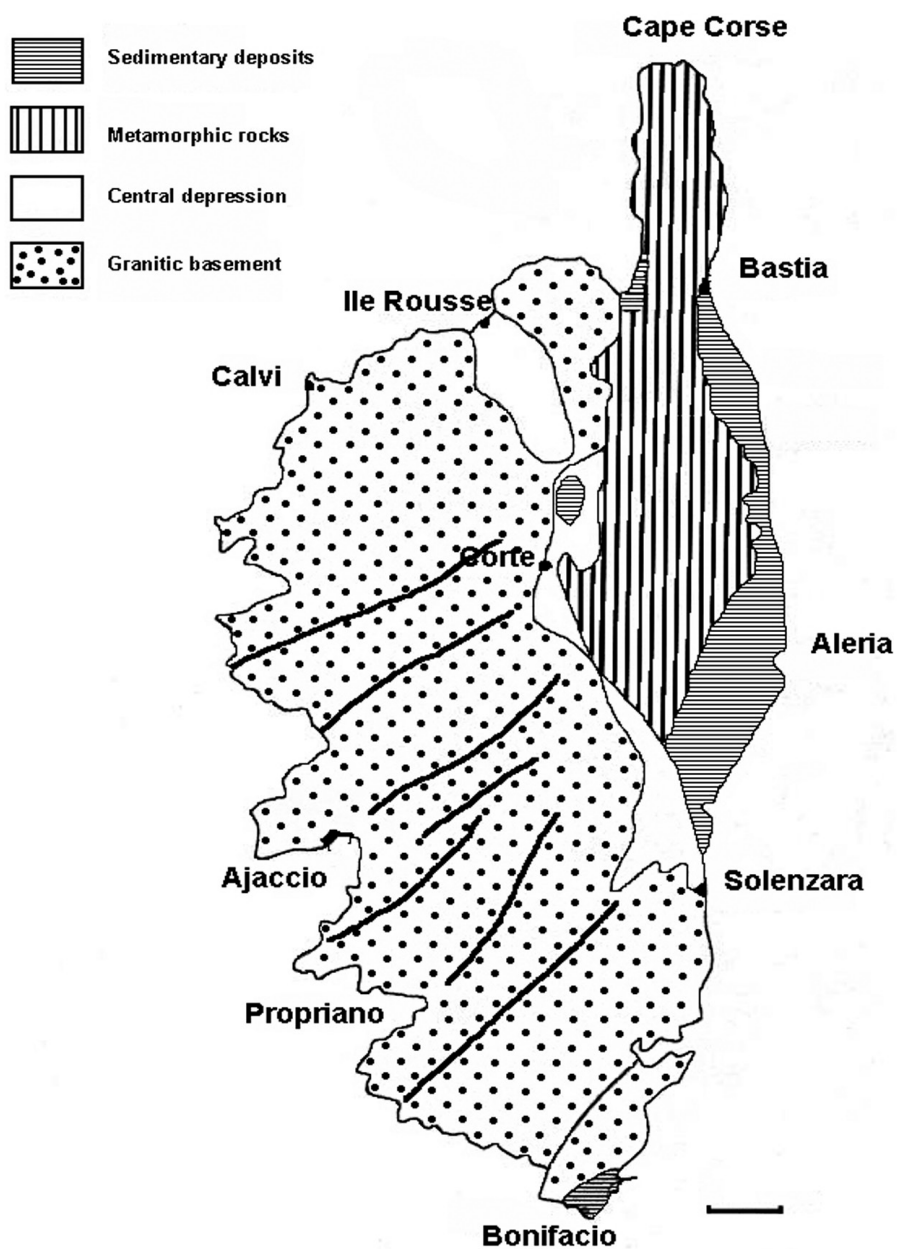 Cape Corse
Sedimentary deposits
Metamorphic rocks
Central depression
Granitic basement
Bastia
Ile Rousse
Calvi
Corte
Aleria
Ajaccio
Solenzara
Propriano
Bonifacio